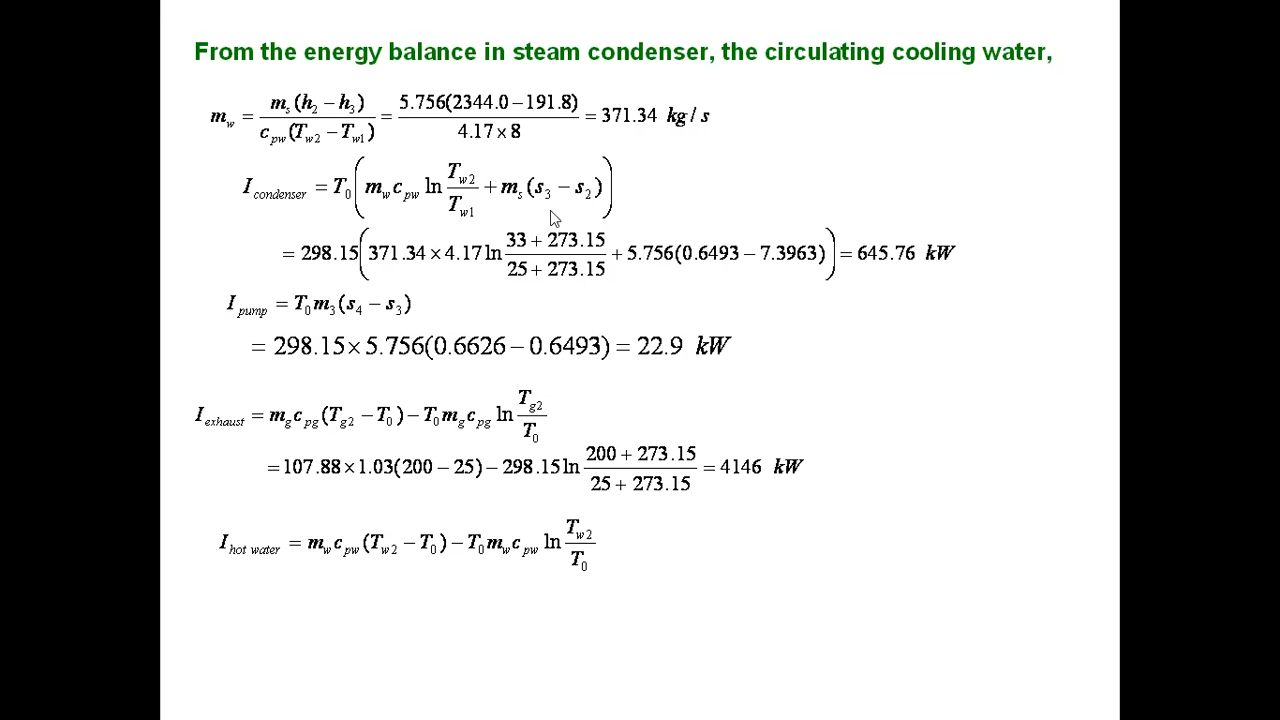 From the energy balance in steam condenser, the circulating cooling water,
m_w = m_s(h_2 − h_3) / c_pw(T_w2 − T_w1) = 5.756(2344.0 − 191.8) / 4.17 × 8 = 371.34 kg / s
I_condenser = T_0 ( m_w c_pw ln T_w2 / T_w1 + m_s (s_3 − s_2) )
= 298.15 ( 371.34 × 4.17 ln 33 + 273.15 / 25 + 273.15 + 5.756(0.6493 − 7.3963) ) = 645.76 kW
I_pump = T_0 m_3 (s_4 − s_3)
= 298.15 × 5.756(0.6626 − 0.6493) = 22.9 kW
I_exhaust = m_g c_pg (T_g2 − T_0) − T_0 m_g c_pg ln T_g2 / T_0
= 107.88 × 1.03(200 − 25) − 298.15 ln 200 + 273.15 / 25 + 273.15 = 4146 kW
I_hot water = m_w c_pw (T_w2 − T_0) − T_0 m_w c_pw ln T_w2 / T_0